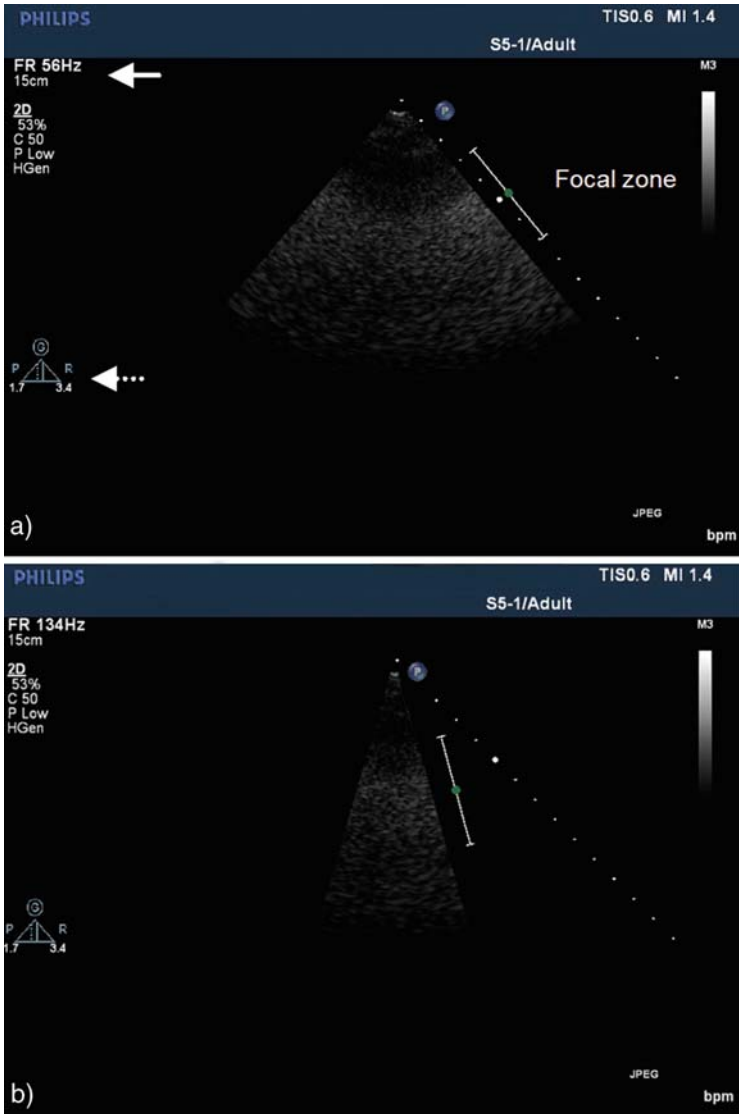 PHILIPS
TIS0.6 MI 1.4
S5-1/Adult
FR 56Hz
15cm
M3
2D
53%
C 50
P Low
HGen
P
Focal zone
G
P R
1.7 3.4
JPEG
a)
bpm
PHILIPS
TIS0.6 MI 1.4
S5-1/Adult
FR 134Hz
15cm
M3
2D
53%
C 50
P Low
HGen
P
G
P R
1.7 3.4
JPEG
b)
bpm